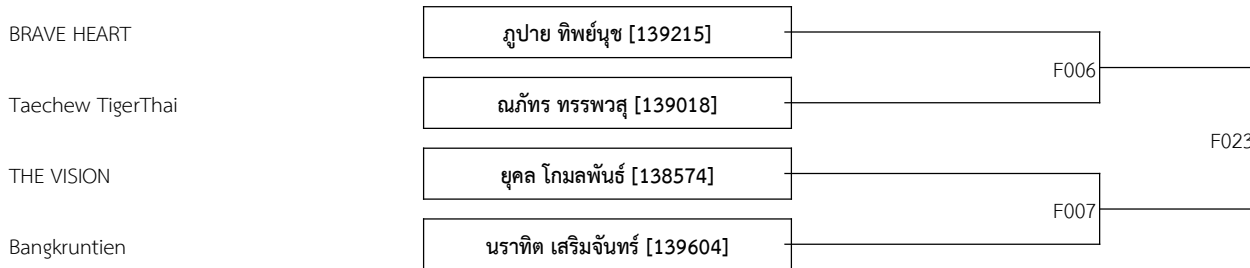 BRAVE HEART ภูปาย ทิพย์นุช [139215]
F006
Taechew TigerThai ณภัทร ทรรพวสุ [139018]
F023
THE VISION ยุคล โกมลพันธ์ [138574]
F007
Bangkruntien นราทิต เสริมจันทร์ [139604]